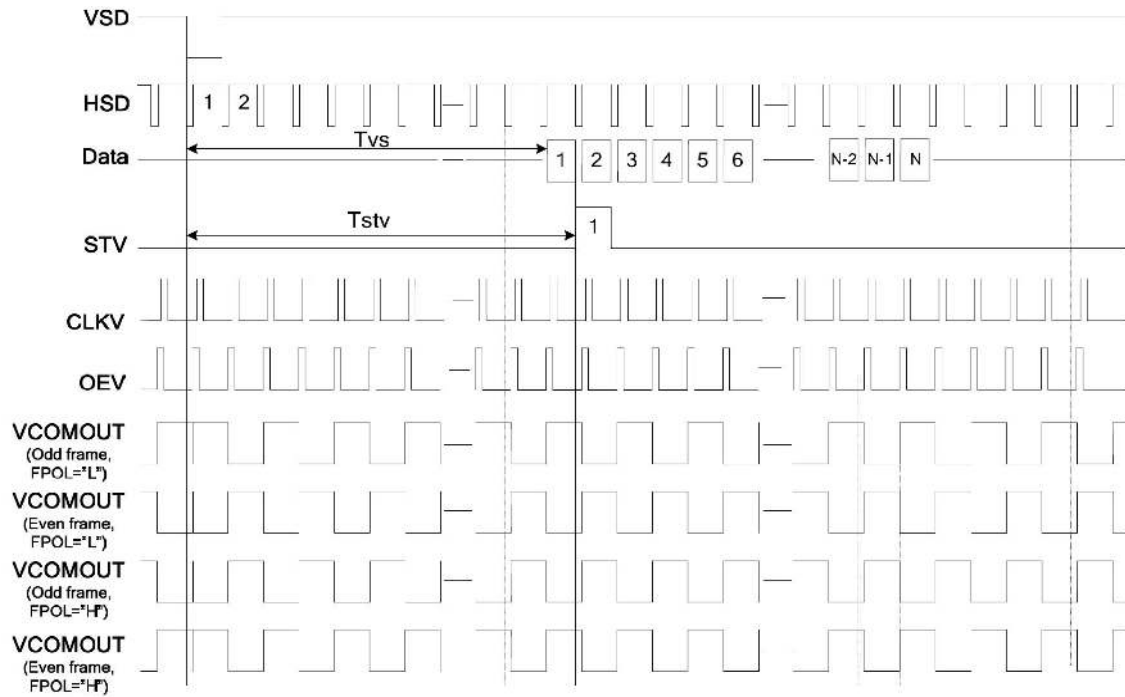 VSD
HSD 1 2
Tvs
Data 1 2 3 4 5 6 N-2 N-1 N
Tstv
STV 1
CLKV
OEV
VCOMOUT
(Odd frame,
FPOL="L")
VCOMOUT
(Even frame,
FPOL="L")
VCOMOUT
(Odd frame,
FPOL="H")
VCOMOUT
(Even frame,
FPOL="H")